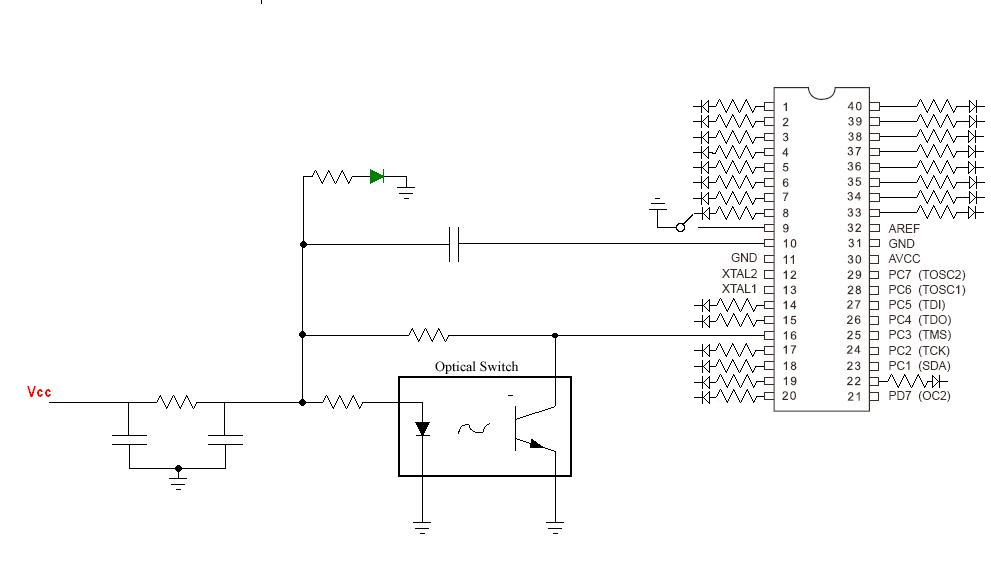 1 40
2 39
3 38
4 37
5 36
6 35
7 34
8 33
9 32 AREF
10 31 GND
GND 11 30 AVCC
XTAL2 12 29 PC7 (TOSC2)
XTAL1 13 28 PC6 (TOSC1)
14 27 PC5 (TDI)
15 26 PC4 (TDO)
16 25 PC3 (TMS)
17 24 PC2 (TCK)
18 23 PC1 (SDA)
19 22
20 21 PD7 (OC2)
Optical Switch
Vcc